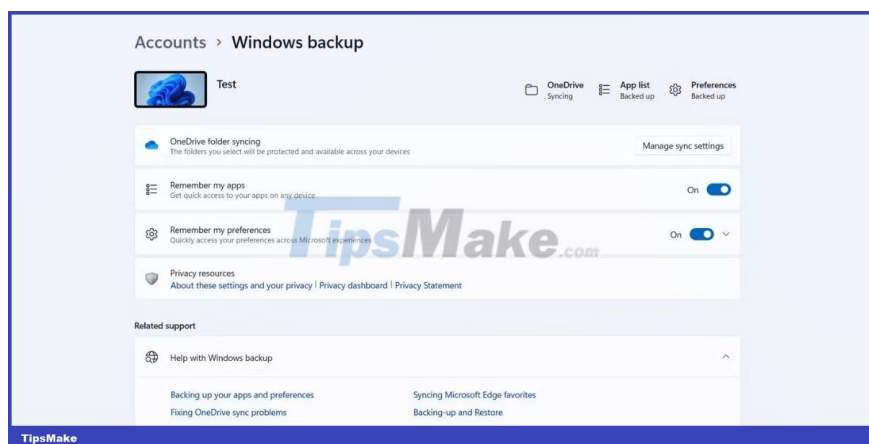 Accounts > Windows backup
Test
OneDrive
Syncing
App list
Backed up
Preferences
Backed up
OneDrive folder syncing
The folders you select will be protected and available across your devices
Manage sync settings
Remember my apps
Get quick access to your apps on any device
On
Remember my preferences
Quickly access your preferences across Microsoft experiences
On
TipsMake.com
Privacy resources
About these settings and your privacy | Privacy dashboard | Privacy Statement
Related support
Help with Windows backup
Backing up your apps and preferences
Syncing Microsoft Edge favorites
Fixing OneDrive sync problems
Backing-up and Restore
TipsMake